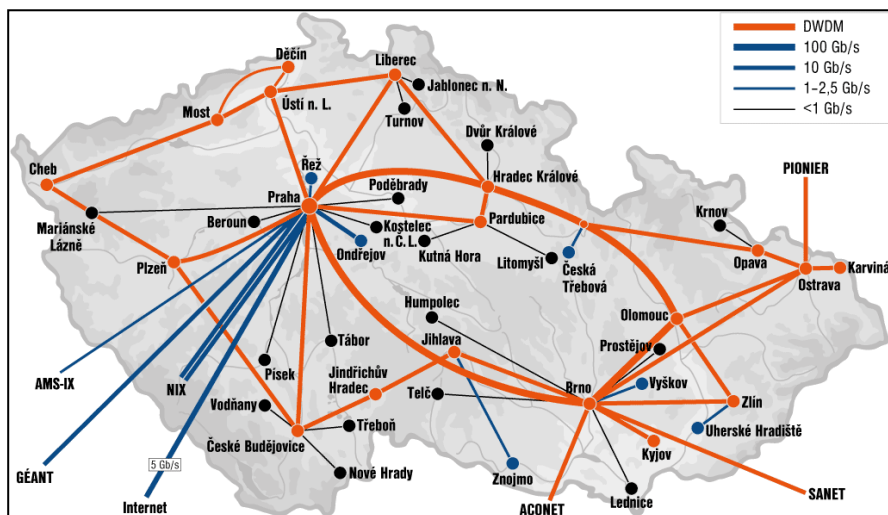 DWDM
100 Gb/s
10 Gb/s
1–2,5 Gb/s
<1 Gb/s
Děčín
Liberec
Jablonec n. N.
Ústí n. L.
Most
Turnov
Dvůr Králové
Cheb
Řež
Praha
Poděbrady
Hradec Králové
PIONIER
Mariánské
Lázně
Beroun
Kostelec
n. Č. L.
Pardubice
Krnov
Plzeň
Ondřejov
Kutná Hora
Litomyšl
Česká
Třebová
Opava
Ostrava
Karviná
Humpolec
Olomouc
Tábor
Jihlava
Prostějov
AMS-IX
NIX
Písek
Jindřichův
Hradec
Telč
Brno
Vyškov
Zlín
Vodňany
Třeboň
Uherské Hradiště
České Budějovice
Kyjov
GÉANT
5 Gb/s
Nové Hrady
Znojmo
Lednice
SANET
Internet
ACONET